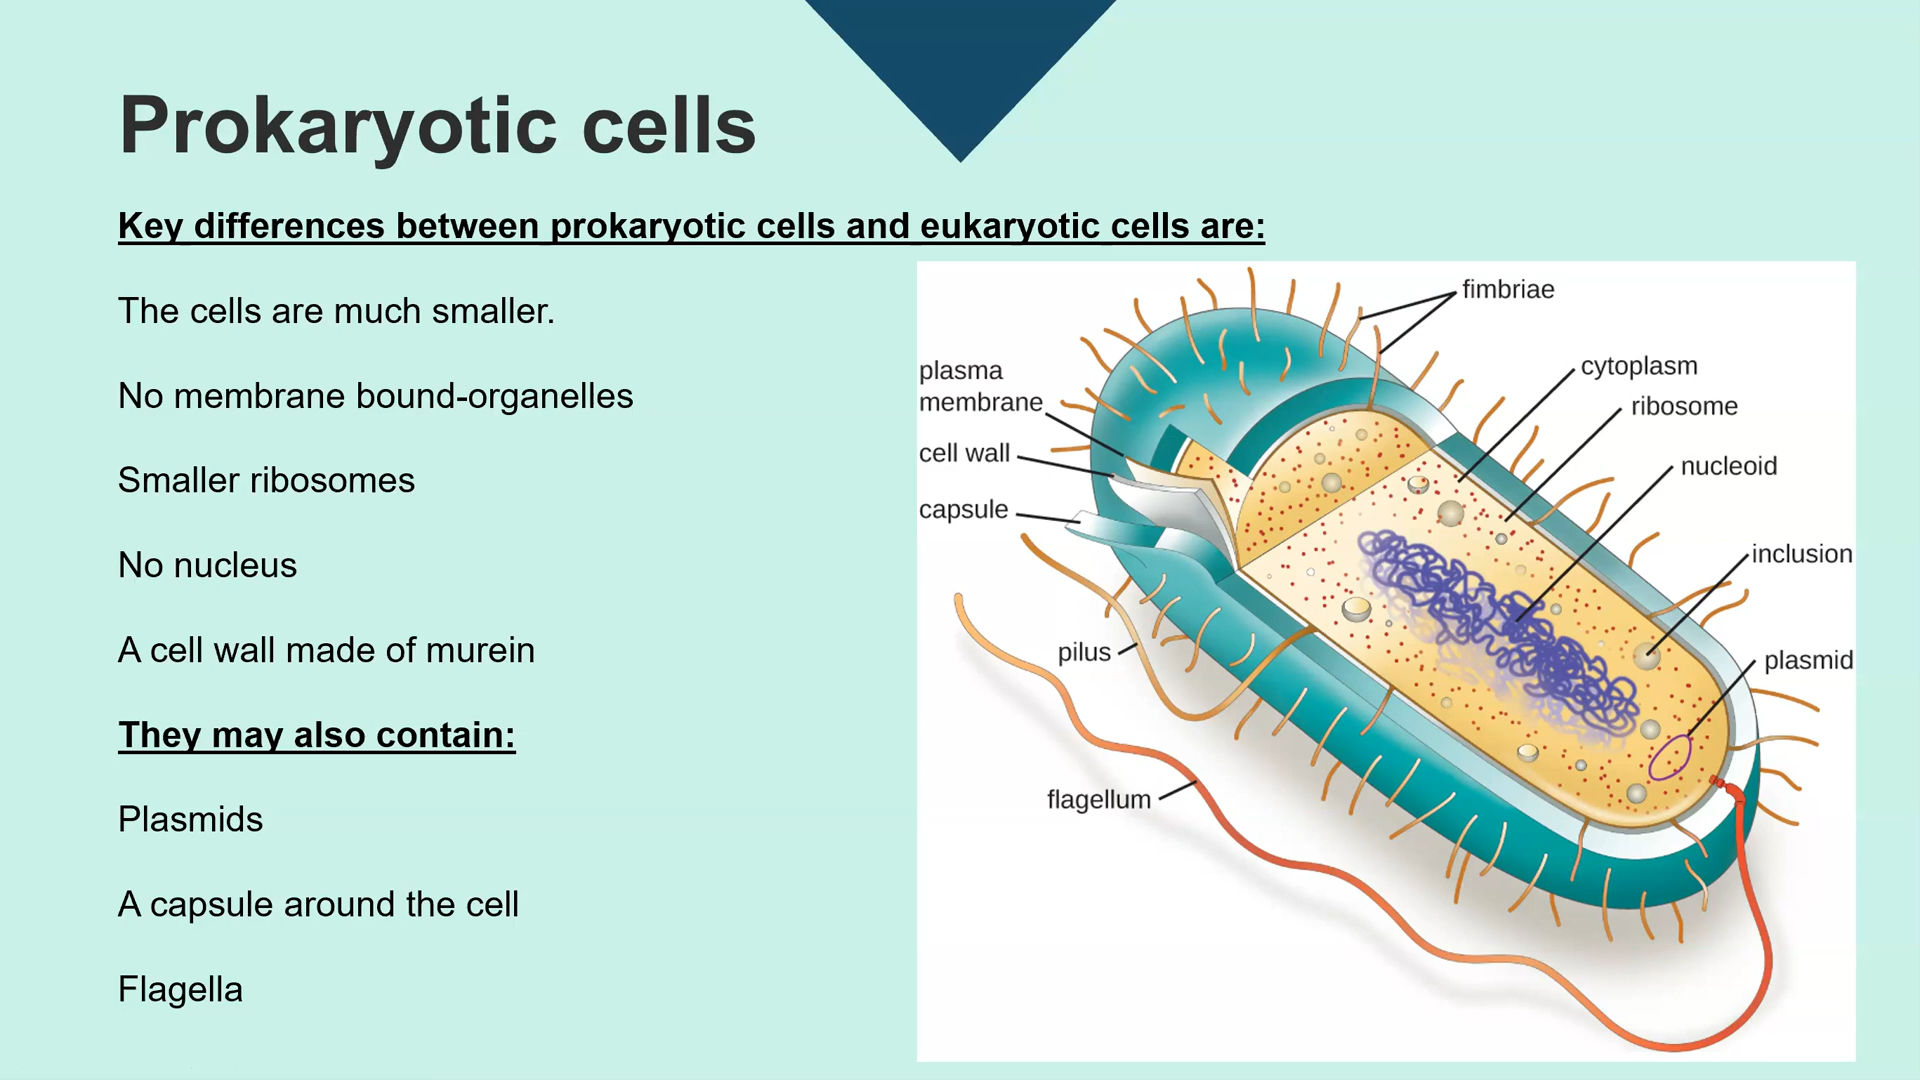 Prokaryotic cells
Key differences between prokaryotic cells and eukaryotic cells are:
The cells are much smaller.
No membrane bound-organelles
Smaller ribosomes
No nucleus
A cell wall made of murein
They may also contain:
Plasmids
A capsule around the cell
Flagella
fimbriae
plasma
membrane
cytoplasm
ribosome
cell wall
nucleoid
capsule
inclusion
pilus
plasmid
flagellum